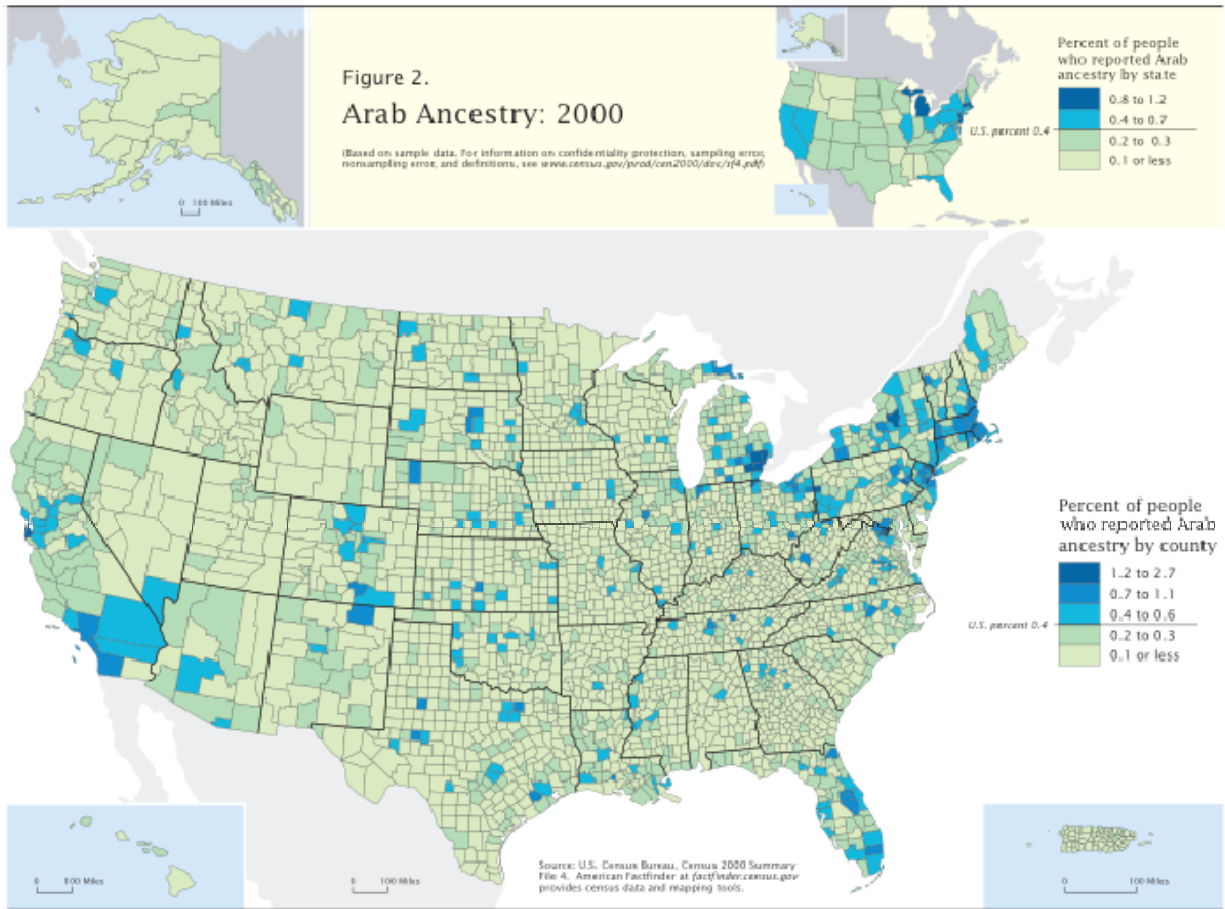 Figure 2.
Arab Ancestry: 2000
(Based on sample data. For information on confidentiality protection, sampling error,
nonsampling error, and definitions, see www.census.gov/prod/cen2000/doc/sf4.pdf)
0 100 Miles
Percent of people
who reported Arab
ancestry by state
0.8 to 1.2
0.4 to 0.7
U.S. percent 0.4
0.2 to 0.3
0.1 or less
Percent of people
who reported Arab
ancestry by county
1.2 to 2.7
0.7 to 1.1
0.4 to 0.6
U.S. percent 0.4
0.2 to 0.3
0.1 or less
0 100 Miles
0 100 Miles
Source: U.S. Census Bureau, Census 2000 Summary
File 4. American Factfinder at factfinder.census.gov
provides census data and mapping tools.
0 100 Miles